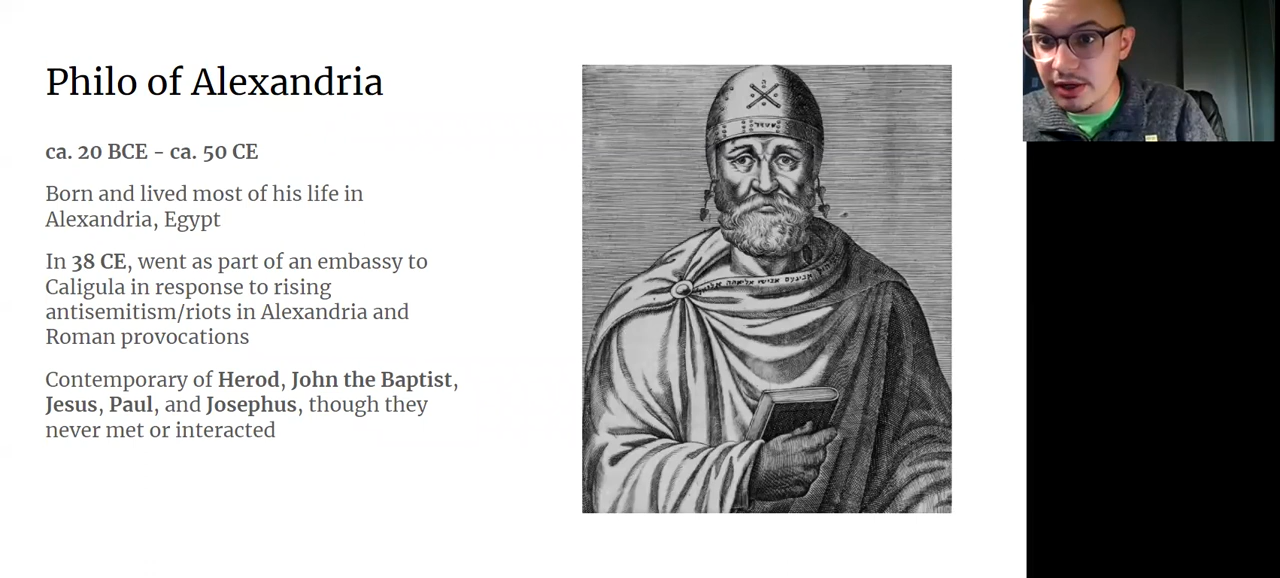 Philo of Alexandria
ca. 20 BCE - ca. 50 CE
Born and lived most of his life in
Alexandria, Egypt
In 38 CE, went as part of an embassy to
Caligula in response to rising
antisemitism/riots in Alexandria and
Roman provocations
Contemporary of Herod, John the Baptist,
Jesus, Paul, and Josephus, though they
never met or interacted